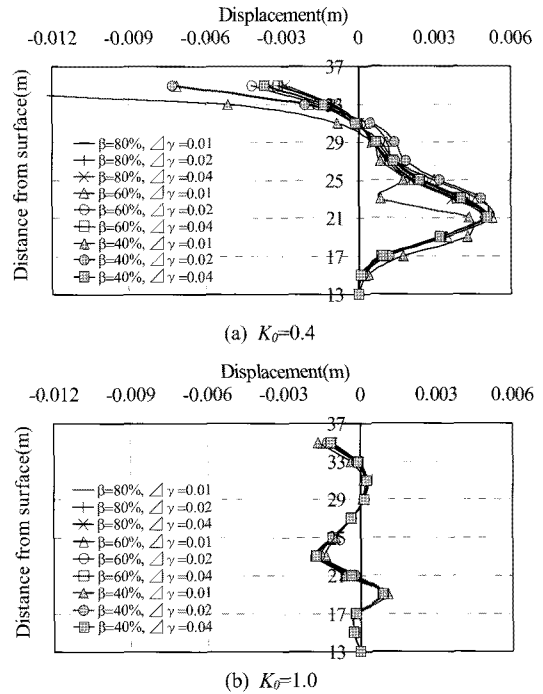 Displacement(m)
-0.012 -0.009 -0.006 -0.003 0 0.003 0.006
Distance from surface(m)
37
33
29
25
21
17
13
β=80%, ⊿ γ=0.01
β=80%, ⊿ γ=0.02
β=80%, ⊿ γ=0.04
β=60%, ⊿ γ=0.01
β=60%, ⊿ γ=0.02
β=60%, ⊿ γ=0.04
β=40%, ⊿ γ=0.01
β=40%, ⊿ γ=0.02
β=40%, ⊿ γ=0.04
(a) K₀=0.4
Displacement(m)
-0.012 -0.009 -0.006 -0.003 0 0.003 0.006
Distance from surface(m)
37
33
29
25
21
17
13
β=80%, ⊿ γ=0.01
β=80%, ⊿ γ=0.02
β=80%, ⊿ γ=0.04
β=60%, ⊿ γ=0.01
β=60%, ⊿ γ=0.02
β=60%, ⊿ γ=0.04
β=40%, ⊿ γ=0.01
β=40%, ⊿ γ=0.02
β=40%, ⊿ γ=0.04
(b) K₀=1.0